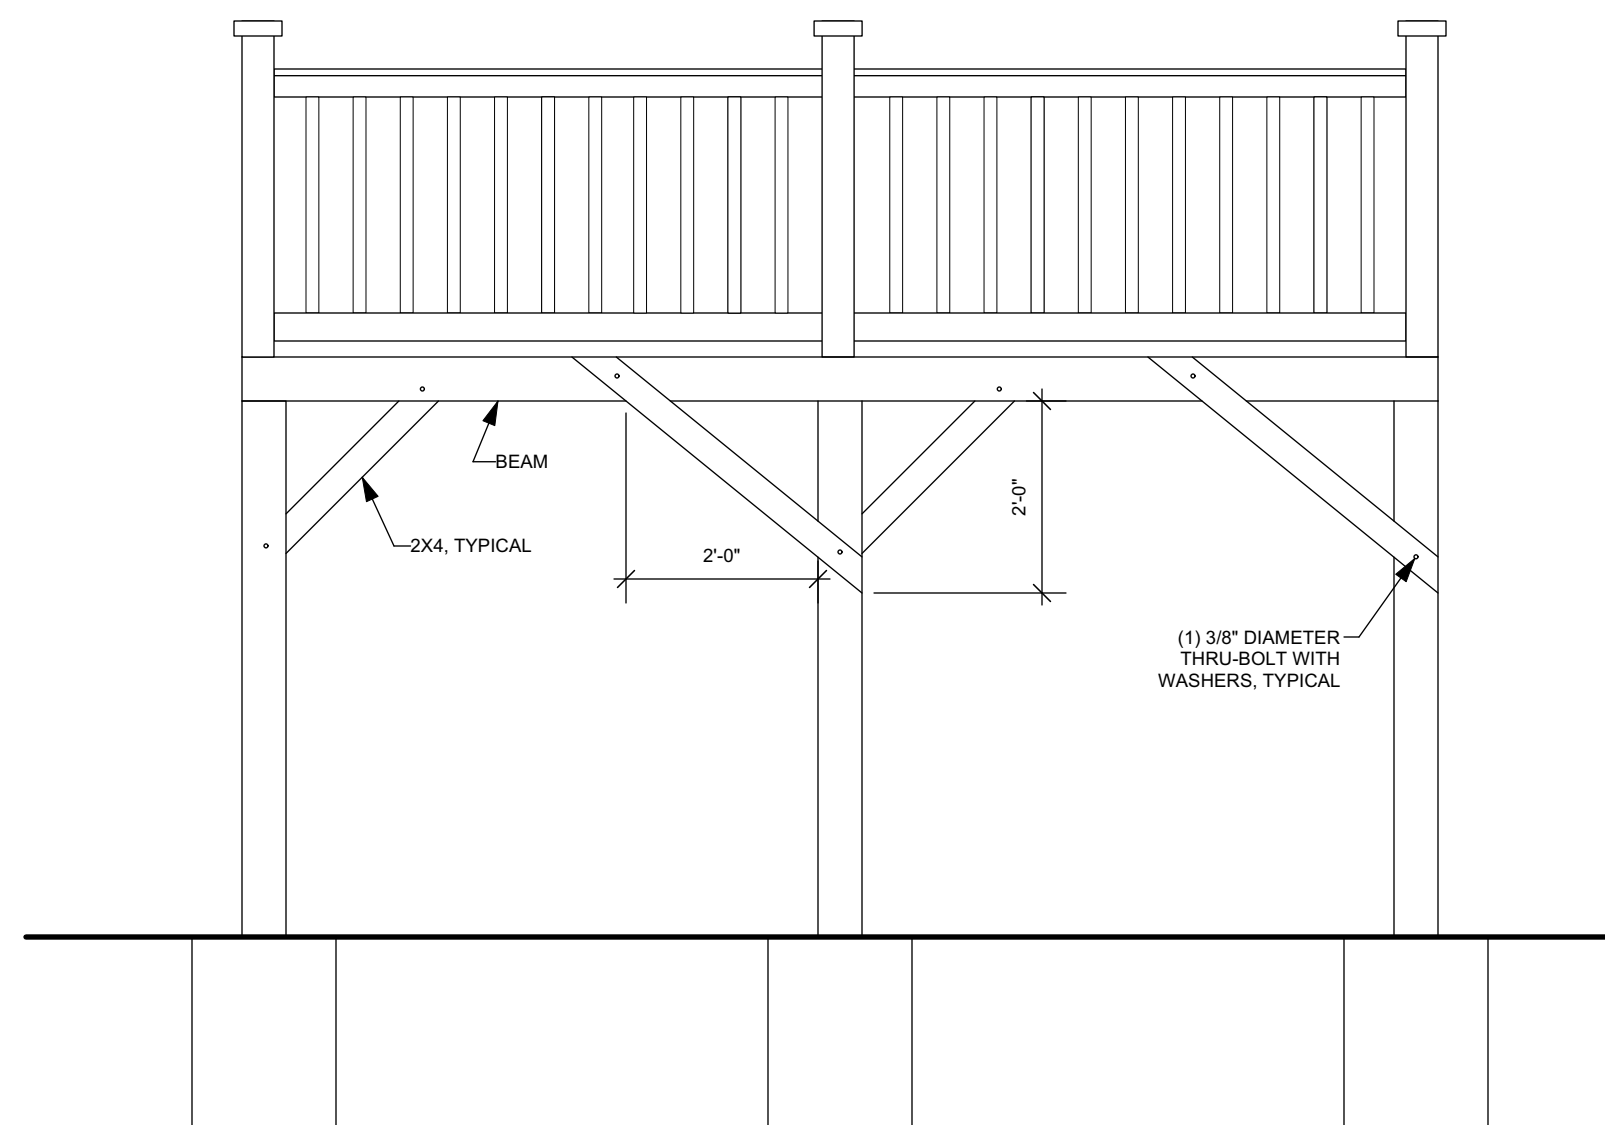 BEAM
2X4, TYPICAL
2'-0"
2'-0"
(1) 3/8" DIAMETER
THRU-BOLT WITH
WASHERS, TYPICAL